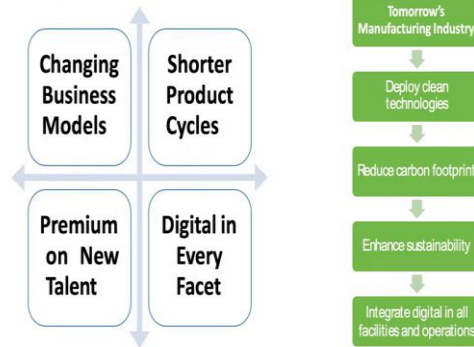 Changing
Business
Models
Shorter
Product
Cycles
Premium
on New
Talent
Digital in
Every
Facet
Tomorrow's
Manufacturing Industry
Deploy clean
technologies
Reduce carbon footprint
Enhance sustainability
Integrate digital in all
facilities and operations